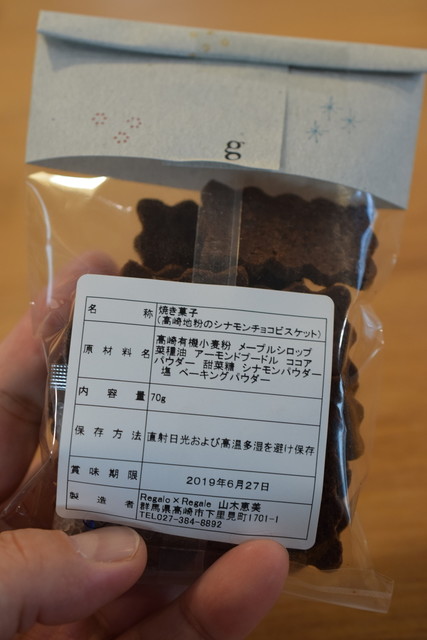 g
名 称 焼き菓子
(高崎地粉のシナモンチョコビスケット)
原 材 料 名 高崎有機小麦粉 メープルシロップ
菜種油 アーモンドプードル ココア
パウダー 甜菜糖 シナモンパウダー
塩 ベーキングパウダー
内 容 量 70g
保 存 方 法 直射日光および高温多湿を避け保存
賞 味 期 限 2019年6月27日
製 造 者 Regalo×Regale 山木恵美
群馬県高崎市下里見町1701-1
TEL027-384-8892